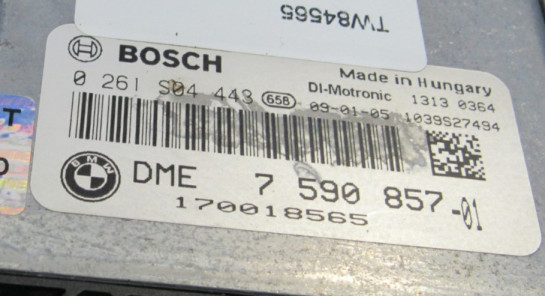 TW84565
BOSCH
Made in Hungary
0 261 S04 443 658
DI-Motronic 1313 0364
09-01-05 1039S27494
BMW
DME 7 590 857-01
170018565
T